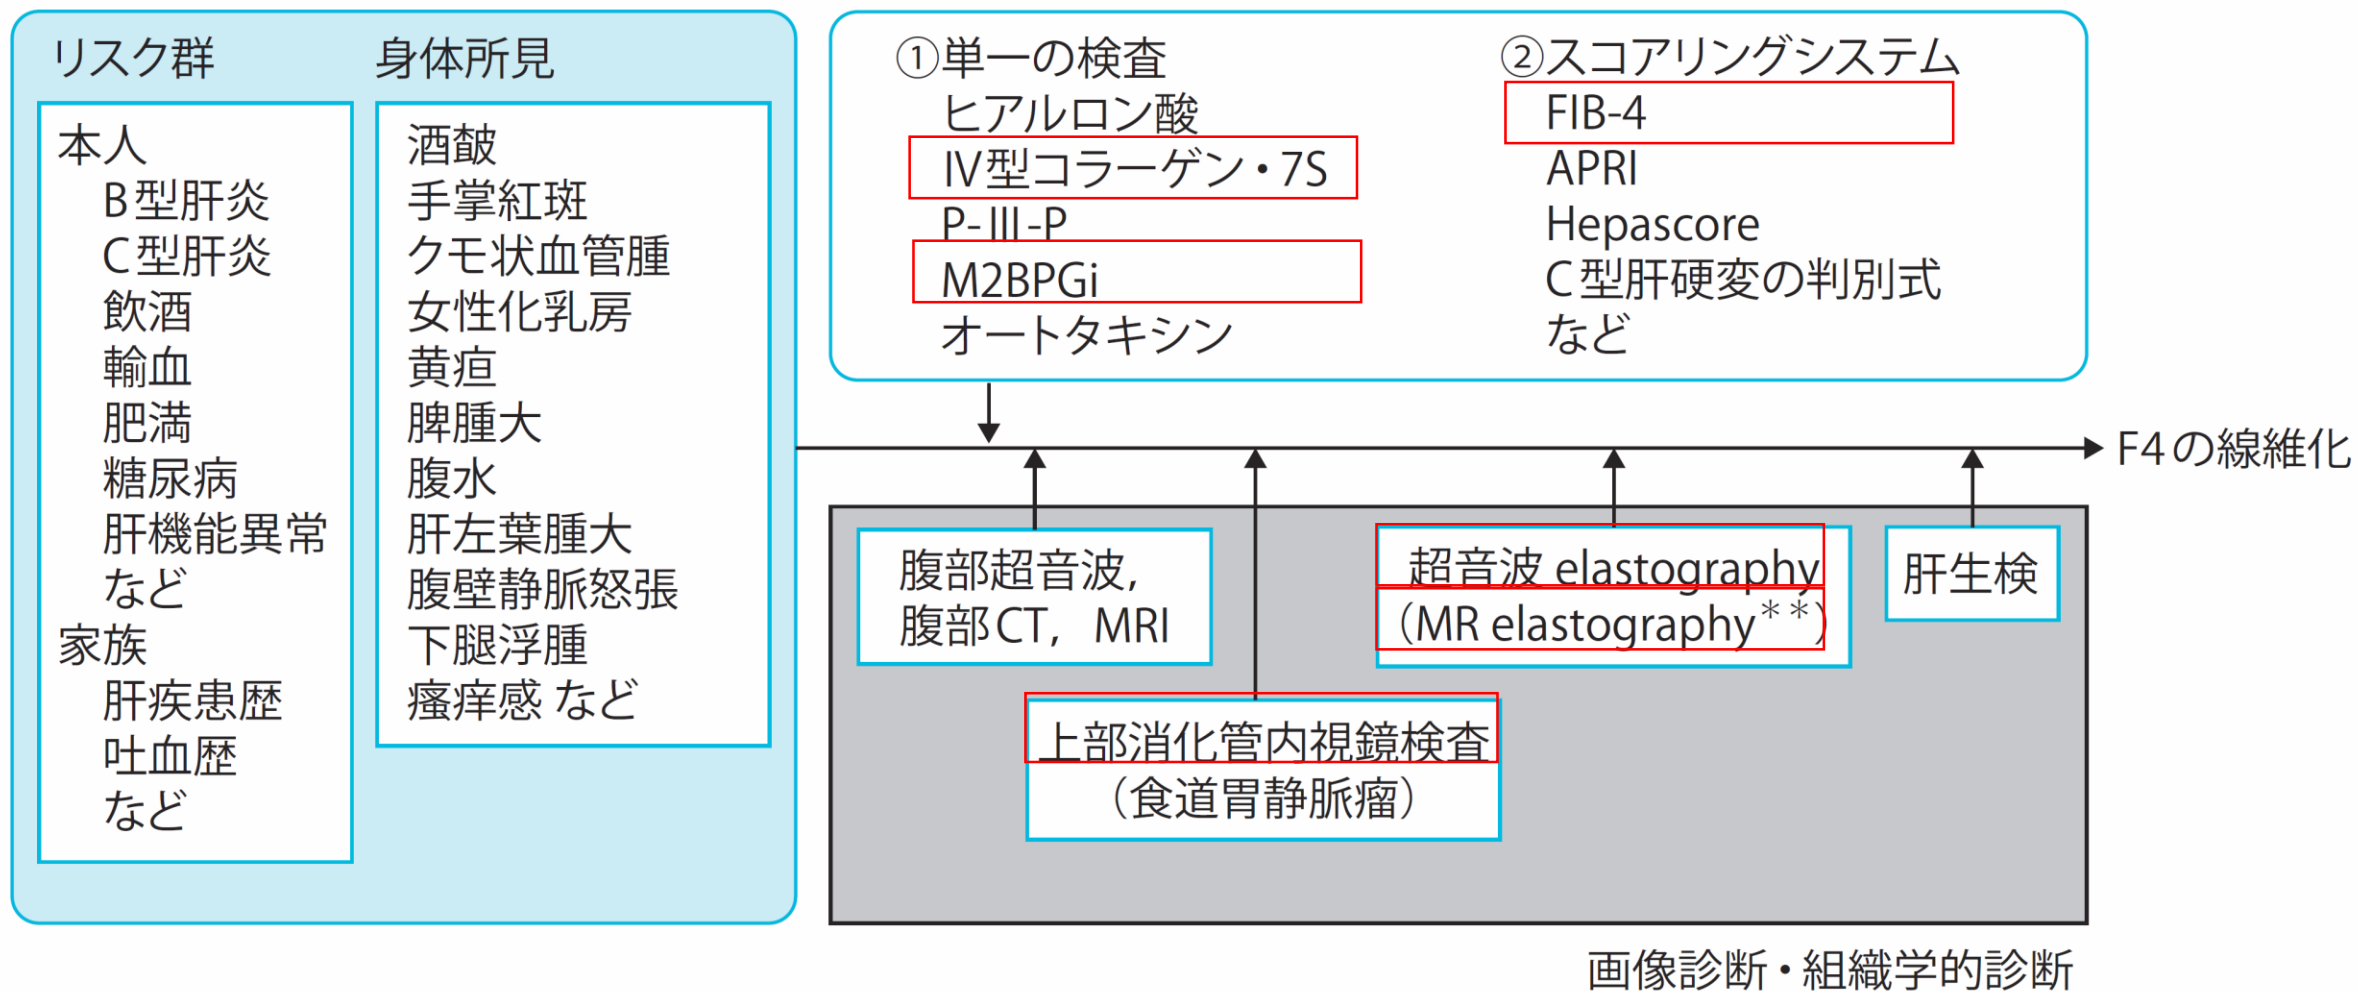 リスク群
本人
B型肝炎
C型肝炎
飲酒
輸血
肥満
糖尿病
肝機能異常
など
家族
肝疾患歴
吐血歴
など
身体所見
酒皶
手掌紅斑
クモ状血管腫
女性化乳房
黄疸
脾腫大
腹水
肝左葉腫大
腹壁静脈怒張
下腿浮腫
瘙痒感 など
①単一の検査
ヒアルロン酸
Ⅳ型コラーゲン・7S
P-Ⅲ-P
M2BPGi
オートタキシン
②スコアリングシステム
FIB-4
APRI
Hepascore
C型肝硬変の判別式
など
F4の線維化
腹部超音波，
腹部CT， MRI
超音波 elastography
（MR elastography＊＊）
肝生検
上部消化管内視鏡検査
（食道胃静脈瘤）
画像診断・組織学的診断